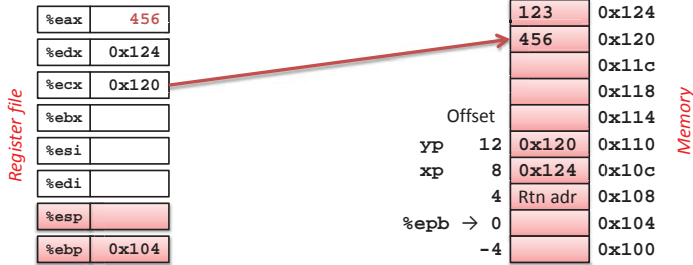 Register file
%eax 456
%edx 0x124
%ecx 0x120
%ebx
%esi
%edi
%esp
%ebp 0x104
123 0x124
456 0x120
0x11c
0x118
Offset 0x114
yp 12 0x120 0x110
xp 8 0x124 0x10c
4 Rtn adr 0x108
%epb → 0 0x104
-4 0x100
Memory